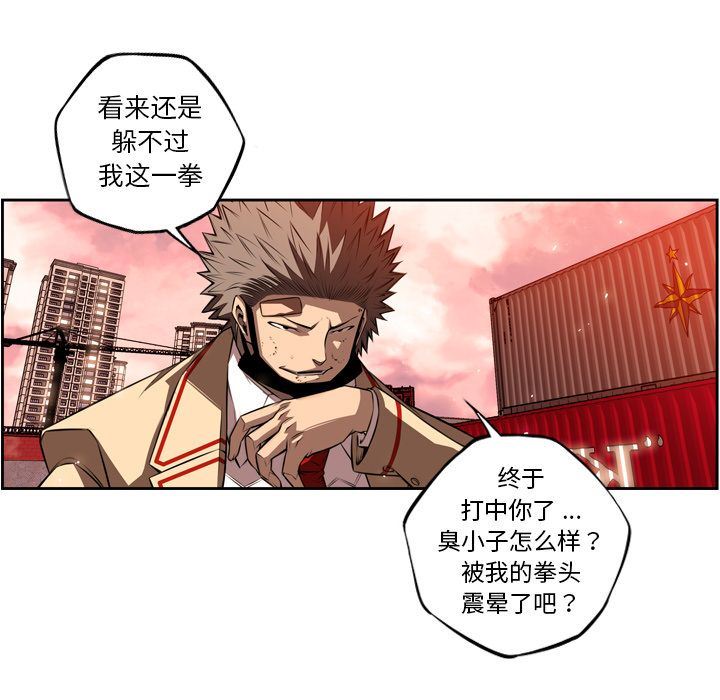 看来还是
躲不过
我这一拳
终于
打中你了 ...
臭小子怎么样？
被我的拳头
震晕了吧？